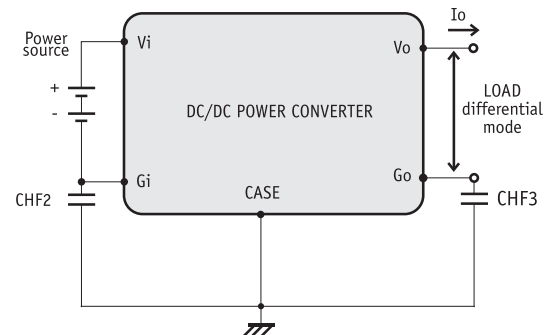 Power
source
Vi
Vo
Io
+
-
DC/DC POWER CONVERTER
LOAD
differential
mode
Gi
Go
CASE
CHF2
CHF3